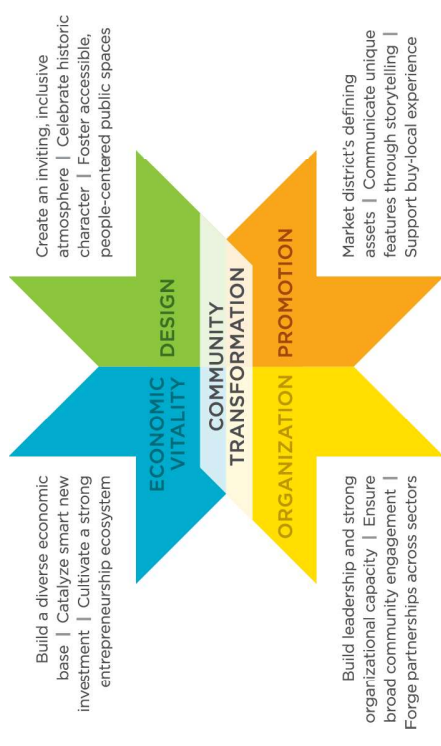 Build a diverse economic
base | Catalyze smart new
investment | Cultivate a strong
entrepreneurship ecosystem
Create an inviting, inclusive
atmosphere | Celebrate historic
character | Foster accessible,
people-centered public spaces
ECONOMIC
VITALITY
DESIGN
COMMUNITY
TRANSFORMATION
ORGANIZATION
PROMOTION
Build leadership and strong
organizational capacity | Ensure
broad community engagement |
Forge partnerships across sectors
Market district's defining
assets | Communicate unique
features through storytelling |
Support buy-local experience